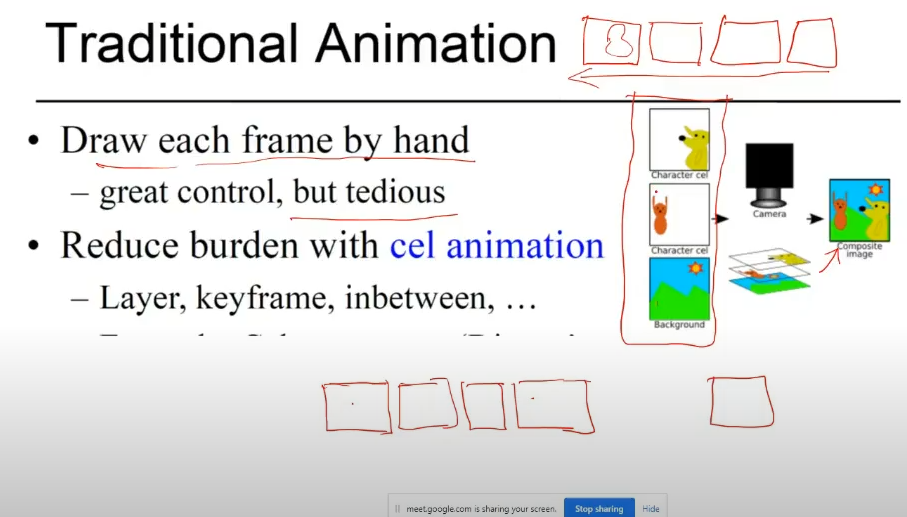 Traditional Animation
8
• Draw each frame by hand
– great control, but tedious
• Reduce burden with cel animation
– Layer, keyframe, inbetween, …
Character cel
Character cel
Background
Camera
Composite
image
meet.google.com is sharing your screen.
Stop sharing
Hide